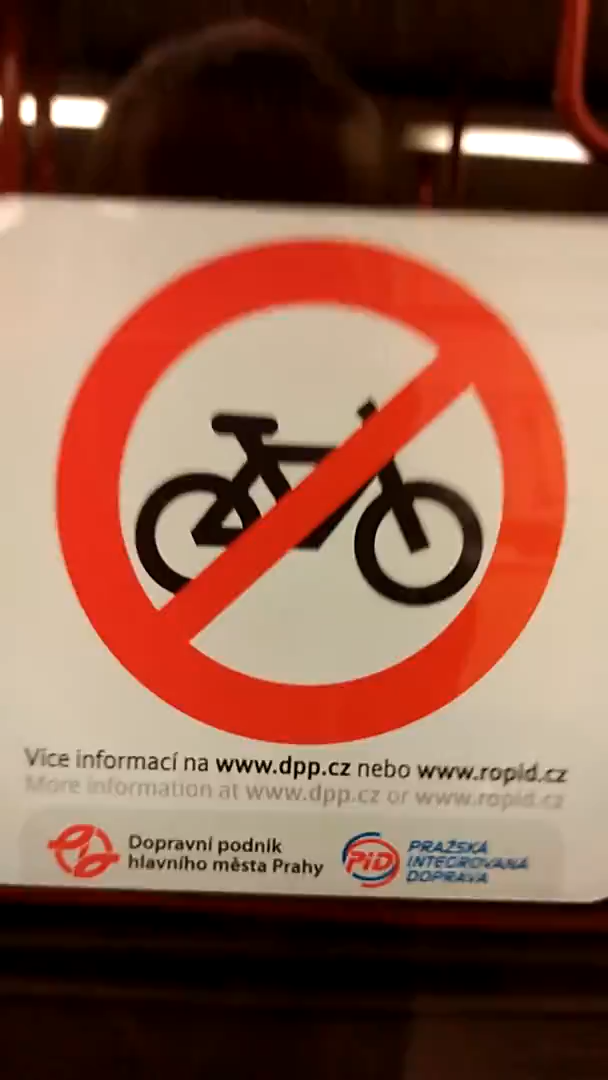 Více informací na www.dpp.cz nebo www.ropid.cz
More information at www.dpp.cz or www.ropid.cz
Dopravní podnik
hlavního města Prahy
PID
PRAŽSKÁ
INTEGROVANÁ
DOPRAVA